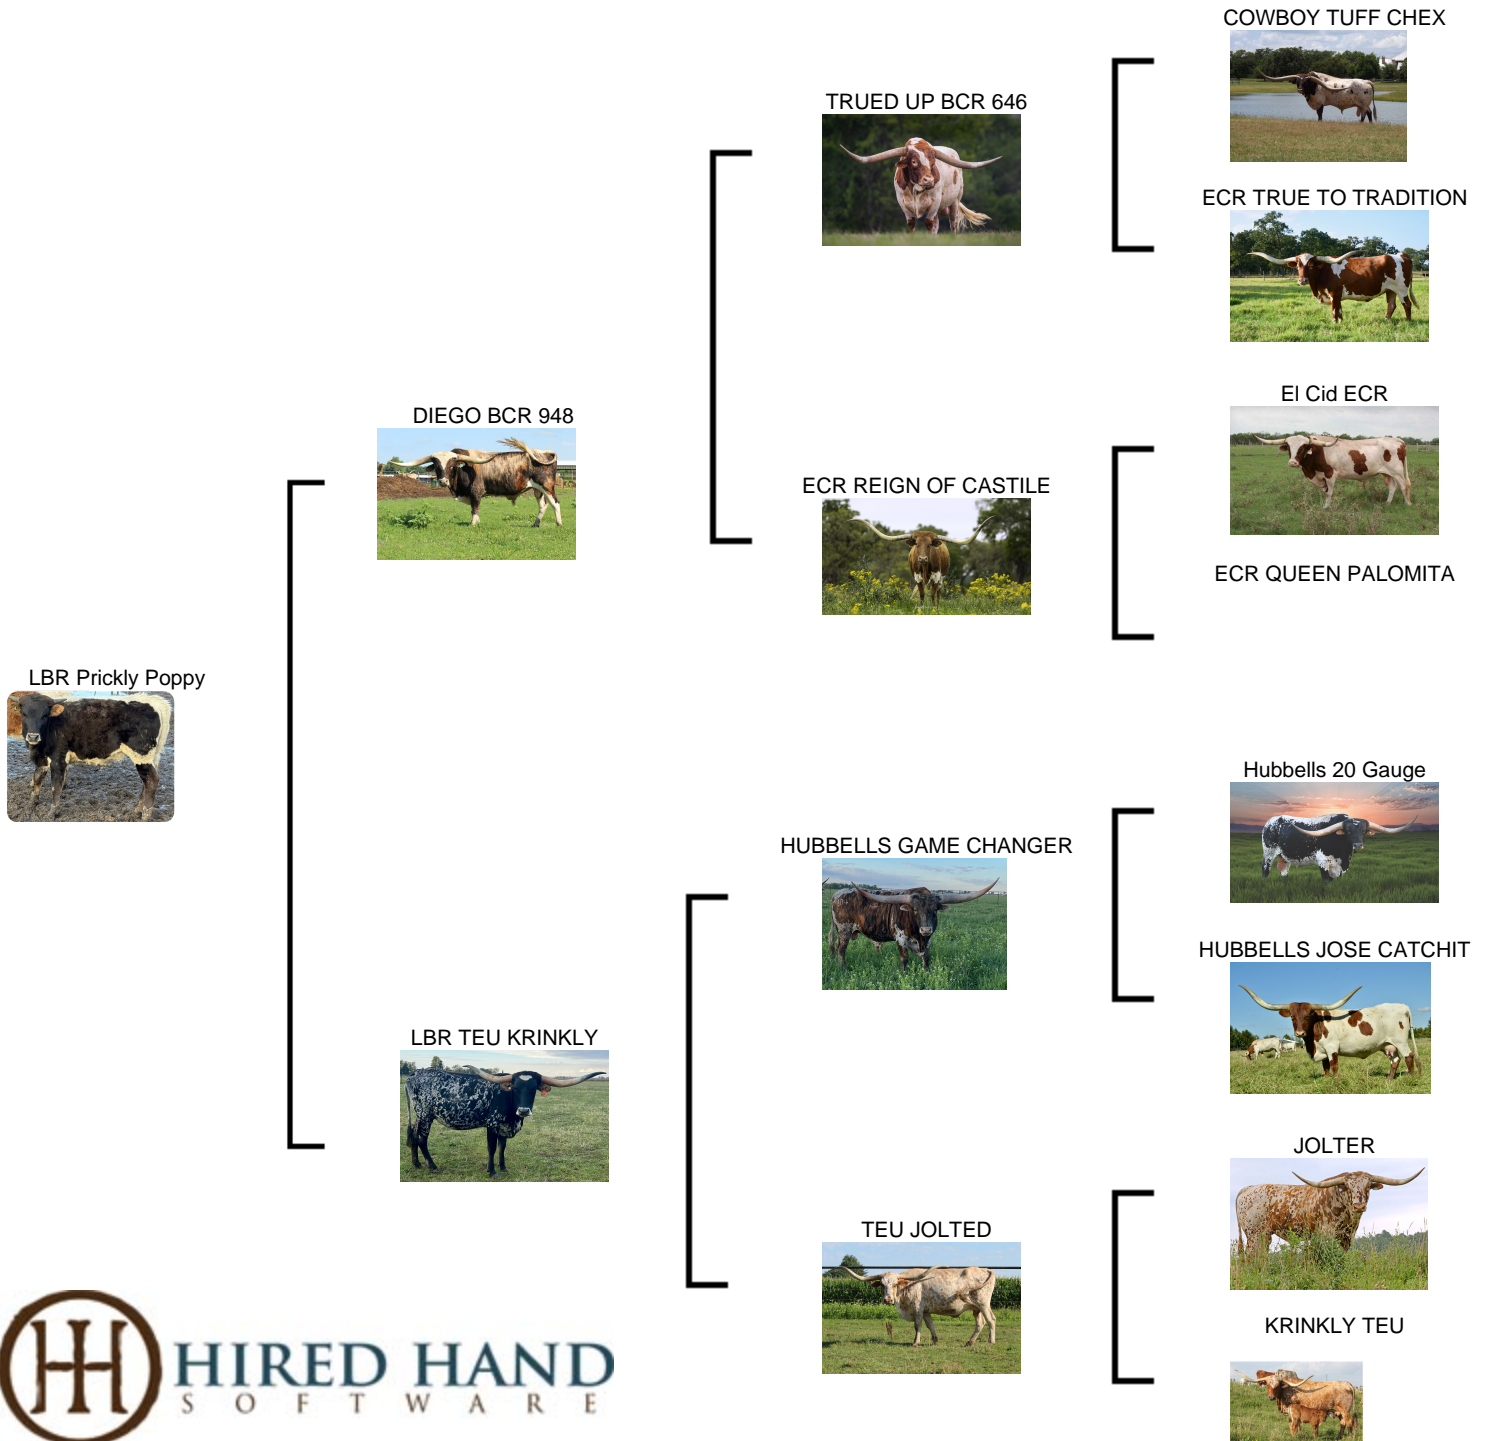 COWBOY TUFF CHEX
TRUED UP BCR 646
ECR TRUE TO TRADITION
El Cid ECR
DIEGO BCR 948
ECR REIGN OF CASTILE
ECR QUEEN PALOMITA
LBR Prickly Poppy
Hubbells 20 Gauge
HUBBELLS GAME CHANGER
HUBBELLS JOSE CATCHIT
LBR TEU KRINKLY
JOLTER
TEU JOLTED
KRINKLY TEU
HIRED HAND
SOFTWARE